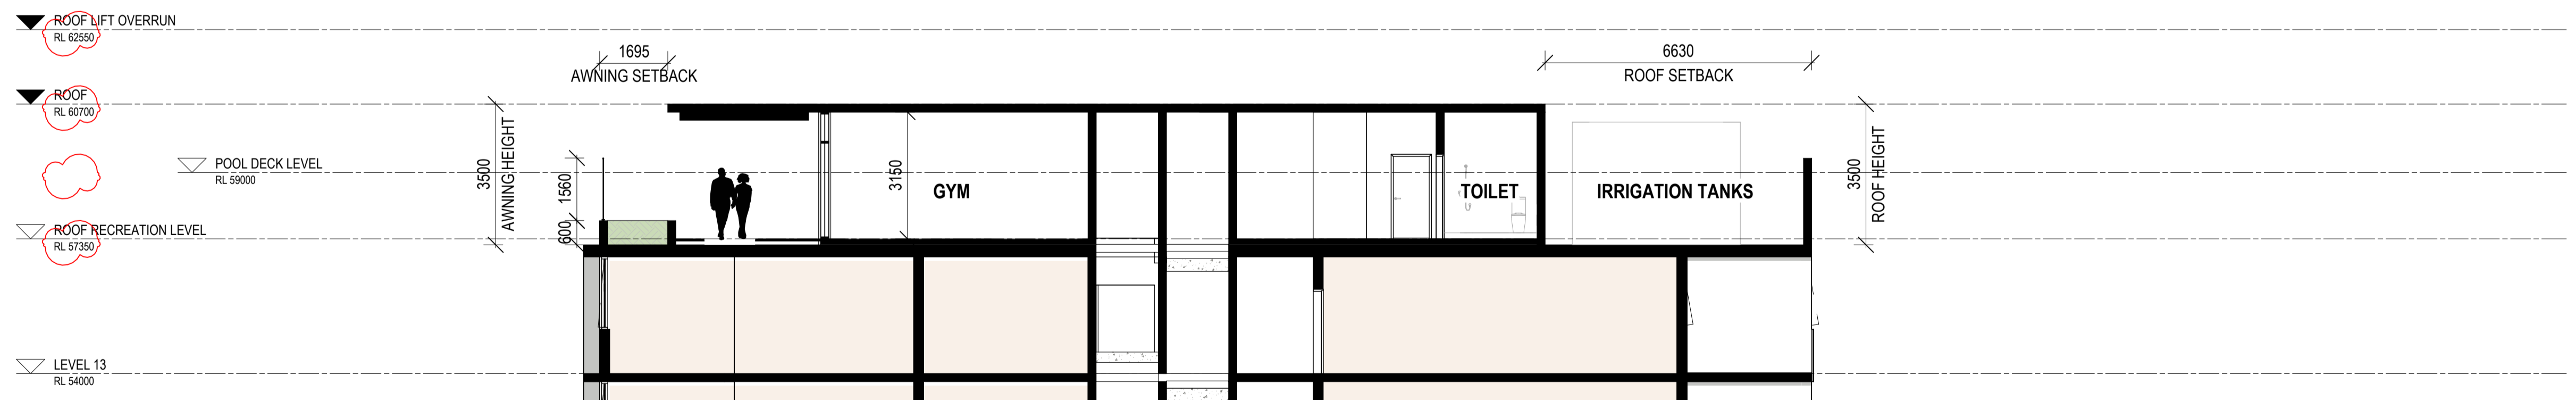 ROOF LIFT OVERRUN
RL 62550
1695
AWNING SETBACK
6630
ROOF SETBACK
ROOF
RL 60700
POOL DECK LEVEL
RL 59000
3500
AWNING HEIGHT
1560
600
3150
GYM
TOILET
IRRIGATION TANKS
3500
ROOF HEIGHT
ROOF RECREATION LEVEL
RL 57350
LEVEL 13
RL 54000